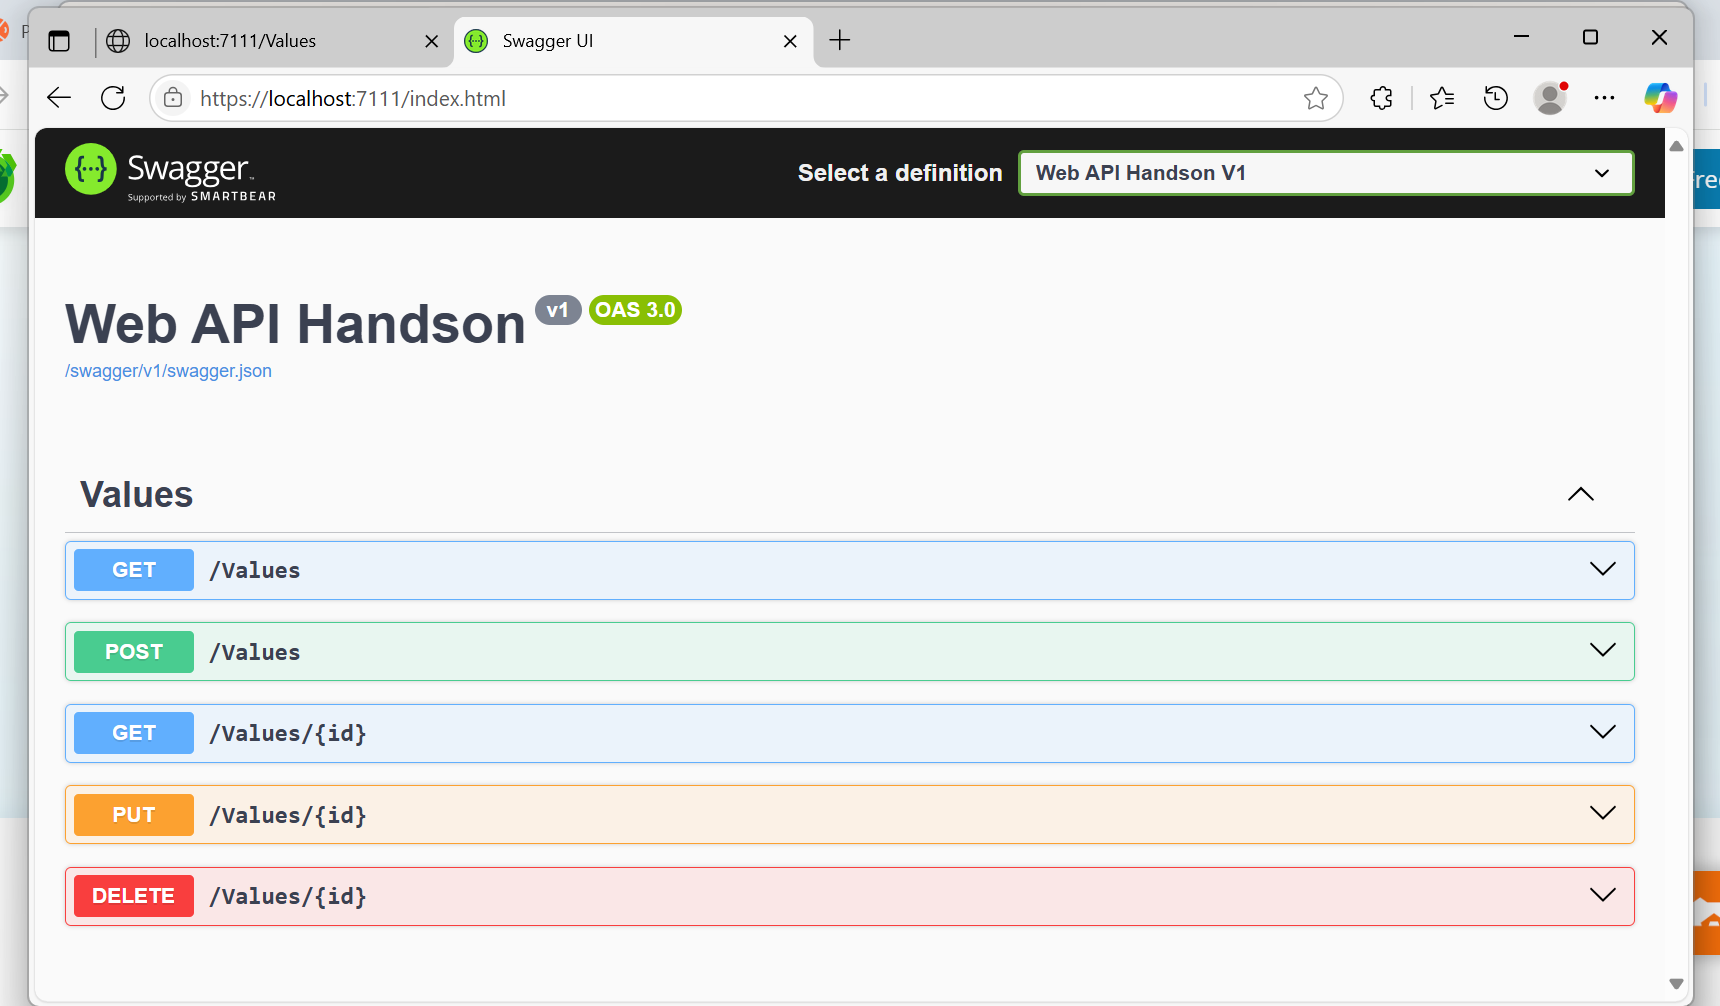 localhost:7111/Values
Swagger UI
https://localhost:7111/index.html
{···} Swagger
Supported by SMARTBEAR
Select a definition
Web API Handson V1
Web API Handson v1 OAS 3.0
/swagger/v1/swagger.json
Values
GET /Values
POST /Values
GET /Values/{id}
PUT /Values/{id}
DELETE /Values/{id}